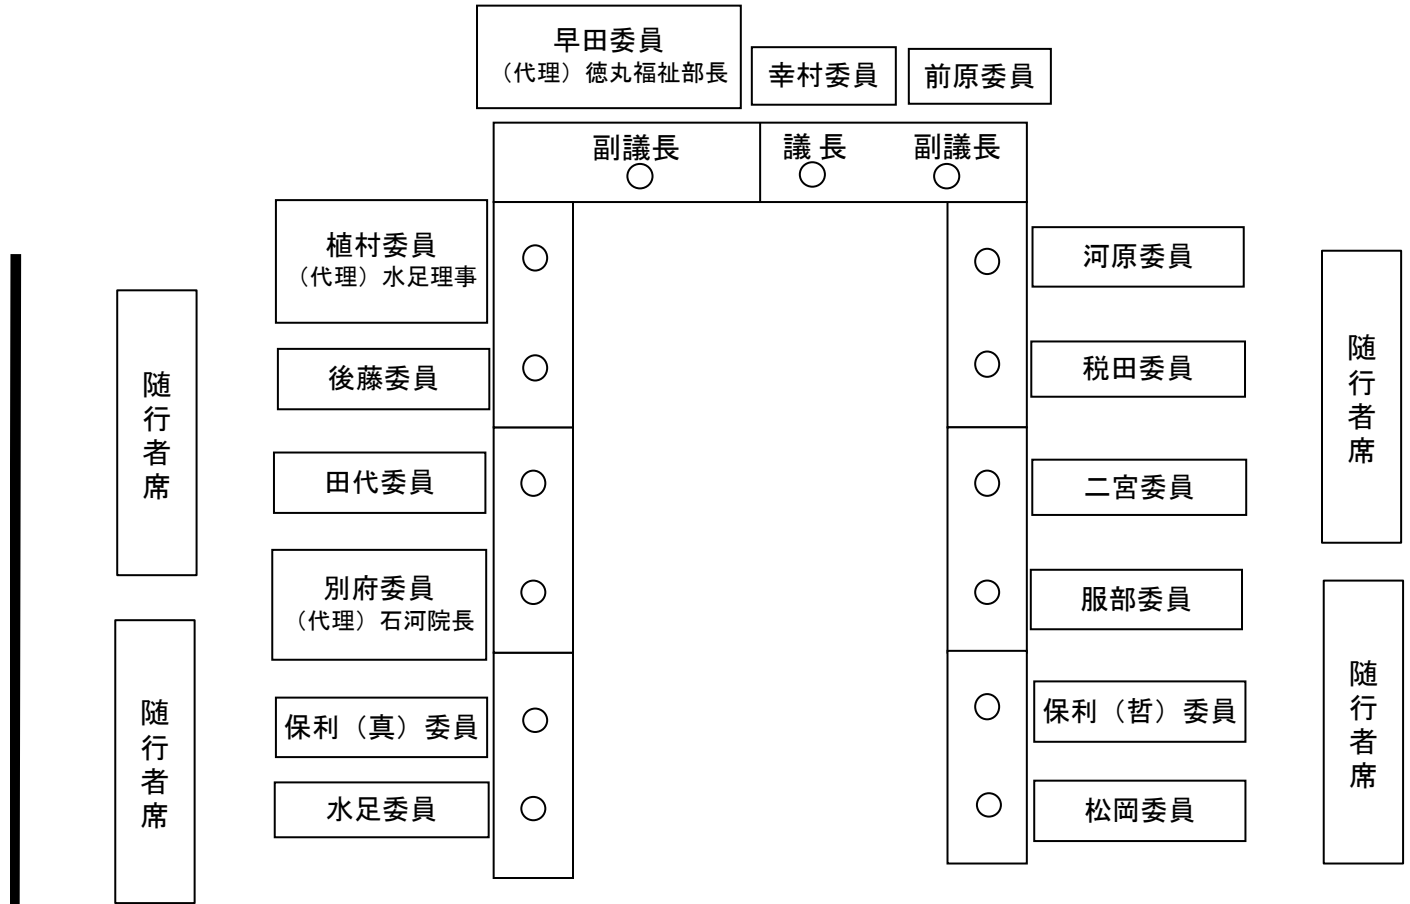 早田委員
（代理）徳丸福祉部長
幸村委員
前原委員
副議長
議長
副議長
植村委員
（代理）水足理事
河原委員
後藤委員
税田委員
田代委員
二宮委員
別府委員
（代理）石河院長
服部委員
保利（真）委員
保利（哲）委員
水足委員
松岡委員
随行者席
随行者席
随行者席
随行者席